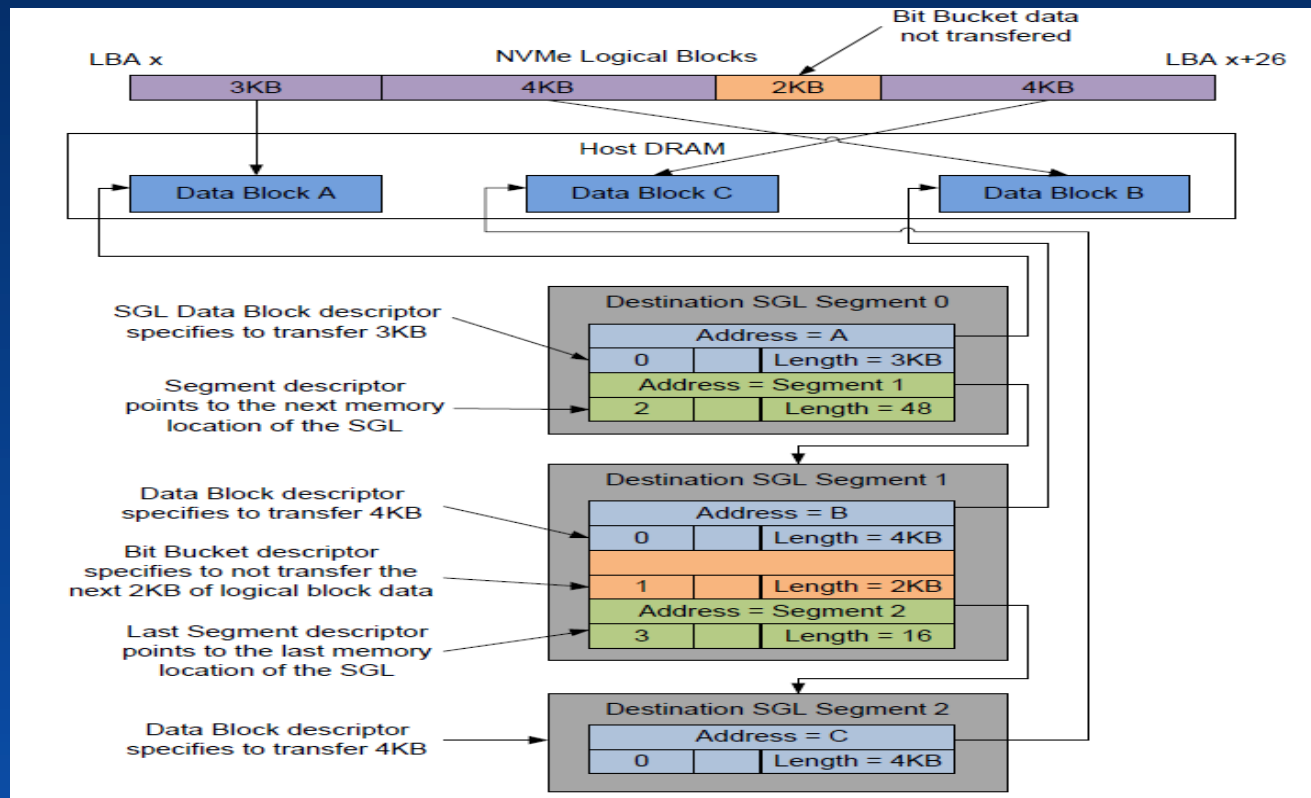 Bit Bucket data
not transfered
LBA x
NVMe Logical Blocks
LBA x+26
3KB
4KB
2KB
4KB
Host DRAM
Data Block A
Data Block C
Data Block B
Destination SGL Segment 0
SGL Data Block descriptor
specifies to transfer 3KB
Address = A
0
Length = 3KB
Segment descriptor
points to the next memory
location of the SGL
Address = Segment 1
2
Length = 48
Destination SGL Segment 1
Data Block descriptor
specifies to transfer 4KB
Address = B
0
Length = 4KB
Bit Bucket descriptor
specifies to not transfer the
next 2KB of logical block data
1
Length = 2KB
Last Segment descriptor
points to the last memory
location of the SGL
Address = Segment 2
3
Length = 16
Destination SGL Segment 2
Data Block descriptor
specifies to transfer 4KB
Address = C
0
Length = 4KB